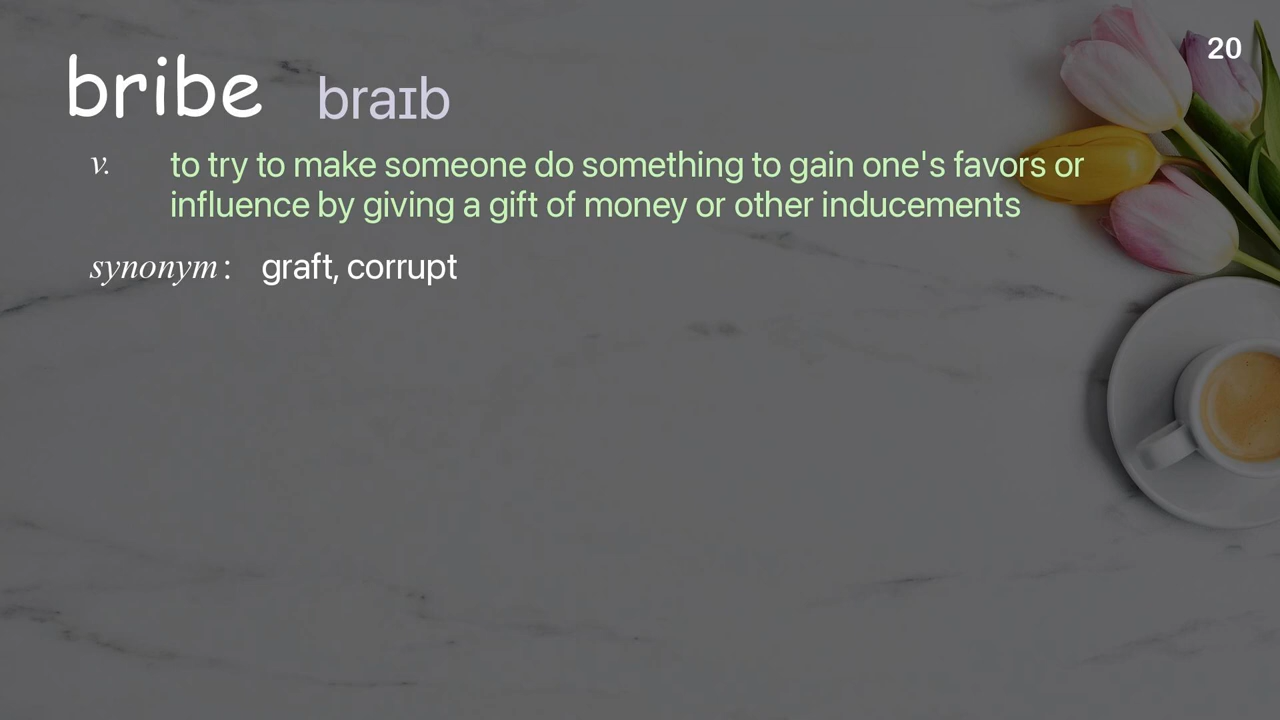 20
bribe braɪb
v. to try to make someone do something to gain one's favors or
influence by giving a gift of money or other inducements
synonym: graft, corrupt